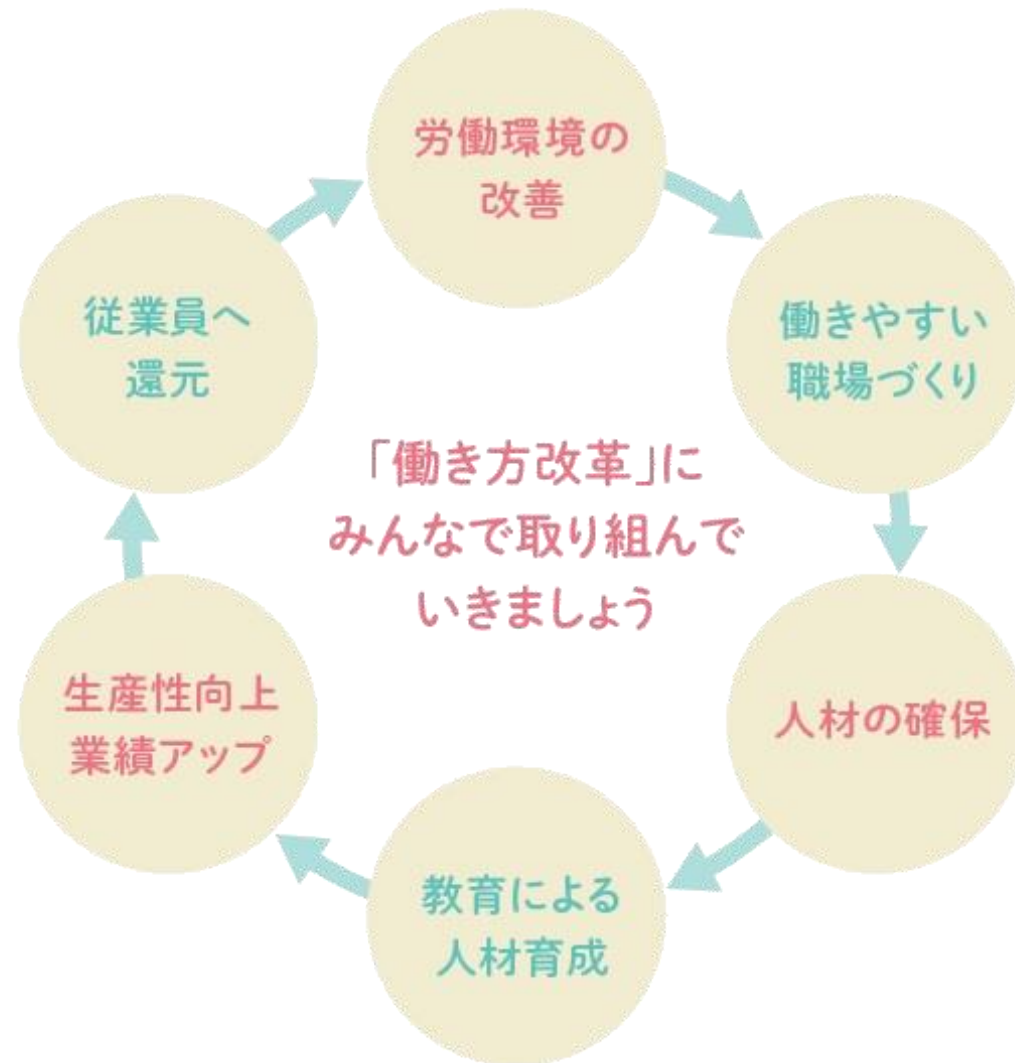 労働環境の
改善
働きやすい
職場づくり
人材の確保
教育による
人材育成
生産性向上
業績アップ
従業員へ
還元
「働き方改革」に
みんなで取り組んで
いきましょう